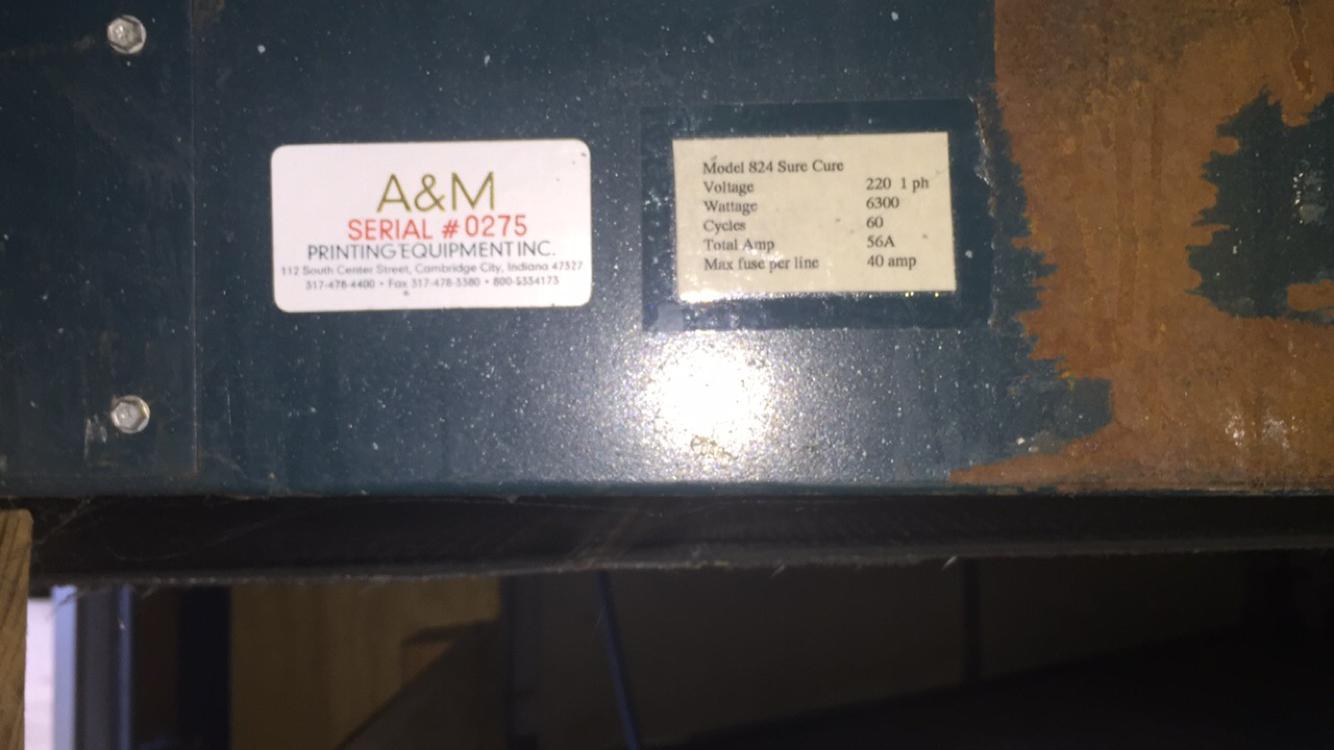 A&M
SERIAL # 0275
PRINTING EQUIPMENT INC.
112 South Center Street, Cambridge City, Indiana 47327
317-478-4400 • Fax 317-478-3380 • 800-5334173
Model 824 Sure Cure
Voltage 220 1 ph
Wattage 6300
Cycles 60
Total Amp 56A
Max fuse per line 40 amp